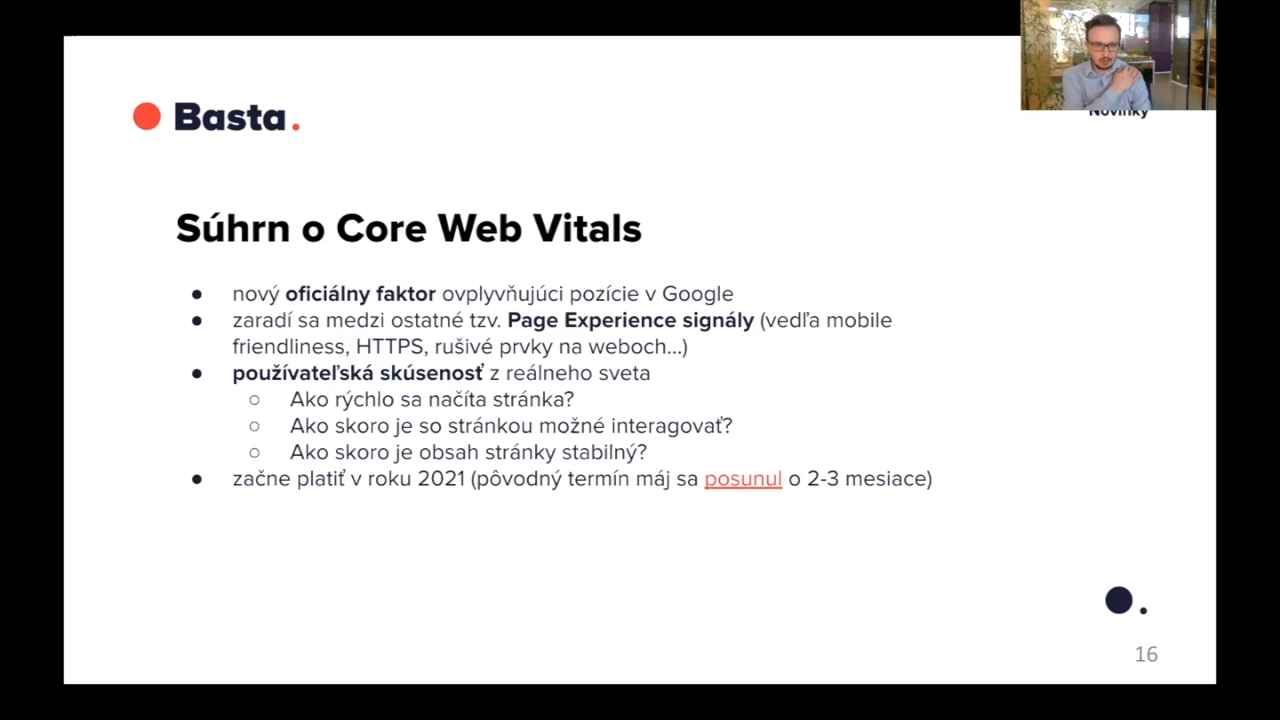 Basta.
Novinky
Súhrn o Core Web Vitals
● nový oficiálny faktor ovplyvňujúci pozície v Google
● zaradí sa medzi ostatné tzv. Page Experience signály (vedľa mobile
friendliness, HTTPS, rušivé prvky na weboch...)
● používateľská skúsenosť z reálneho sveta
○ Ako rýchlo sa načíta stránka?
○ Ako skoro je so stránkou možné interagovať?
○ Ako skoro je obsah stránky stabilný?
● začne platiť v roku 2021 (pôvodný termín máj sa posunul o 2-3 mesiace)
16